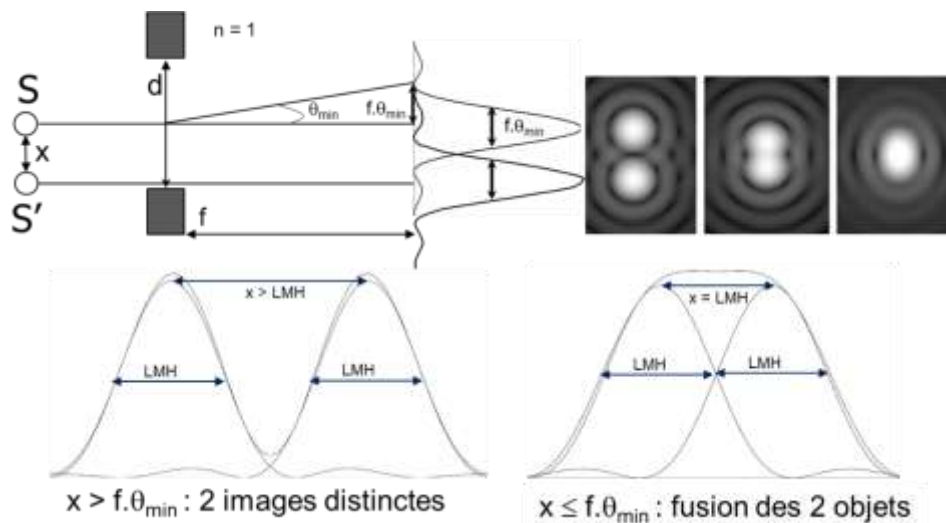 n = 1
S
d
θmin
f.θmin
f.θmin
x
S'
f
x > LMH
LMH
LMH
x = LMH
LMH
LMH
x > f.θmin : 2 images distinctes
x ≤ f.θmin : fusion des 2 objets